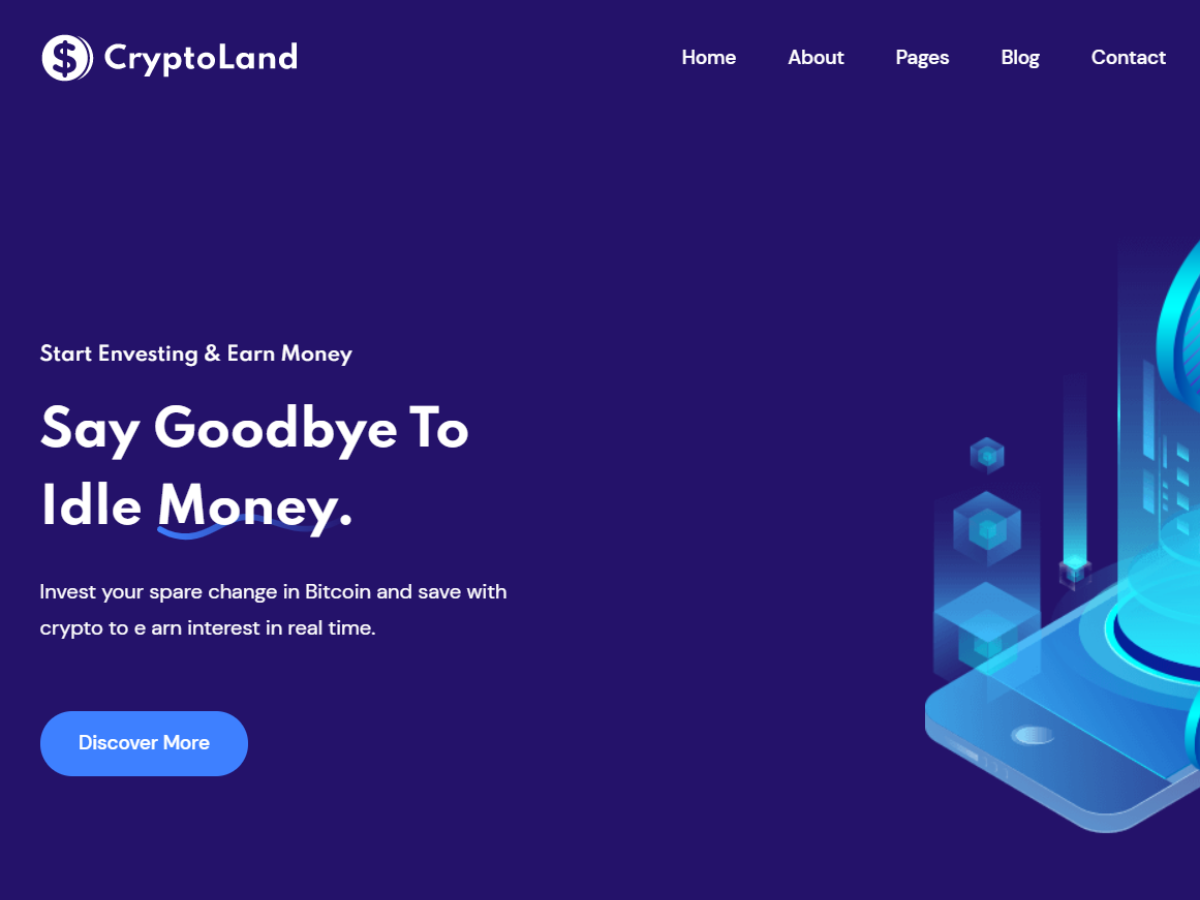 CryptoLand
Home About Pages Blog Contact
Start Envesting & Earn Money
Say Goodbye To
Idle Money.
Invest your spare change in Bitcoin and save with
crypto to e arn interest in real time.
Discover More